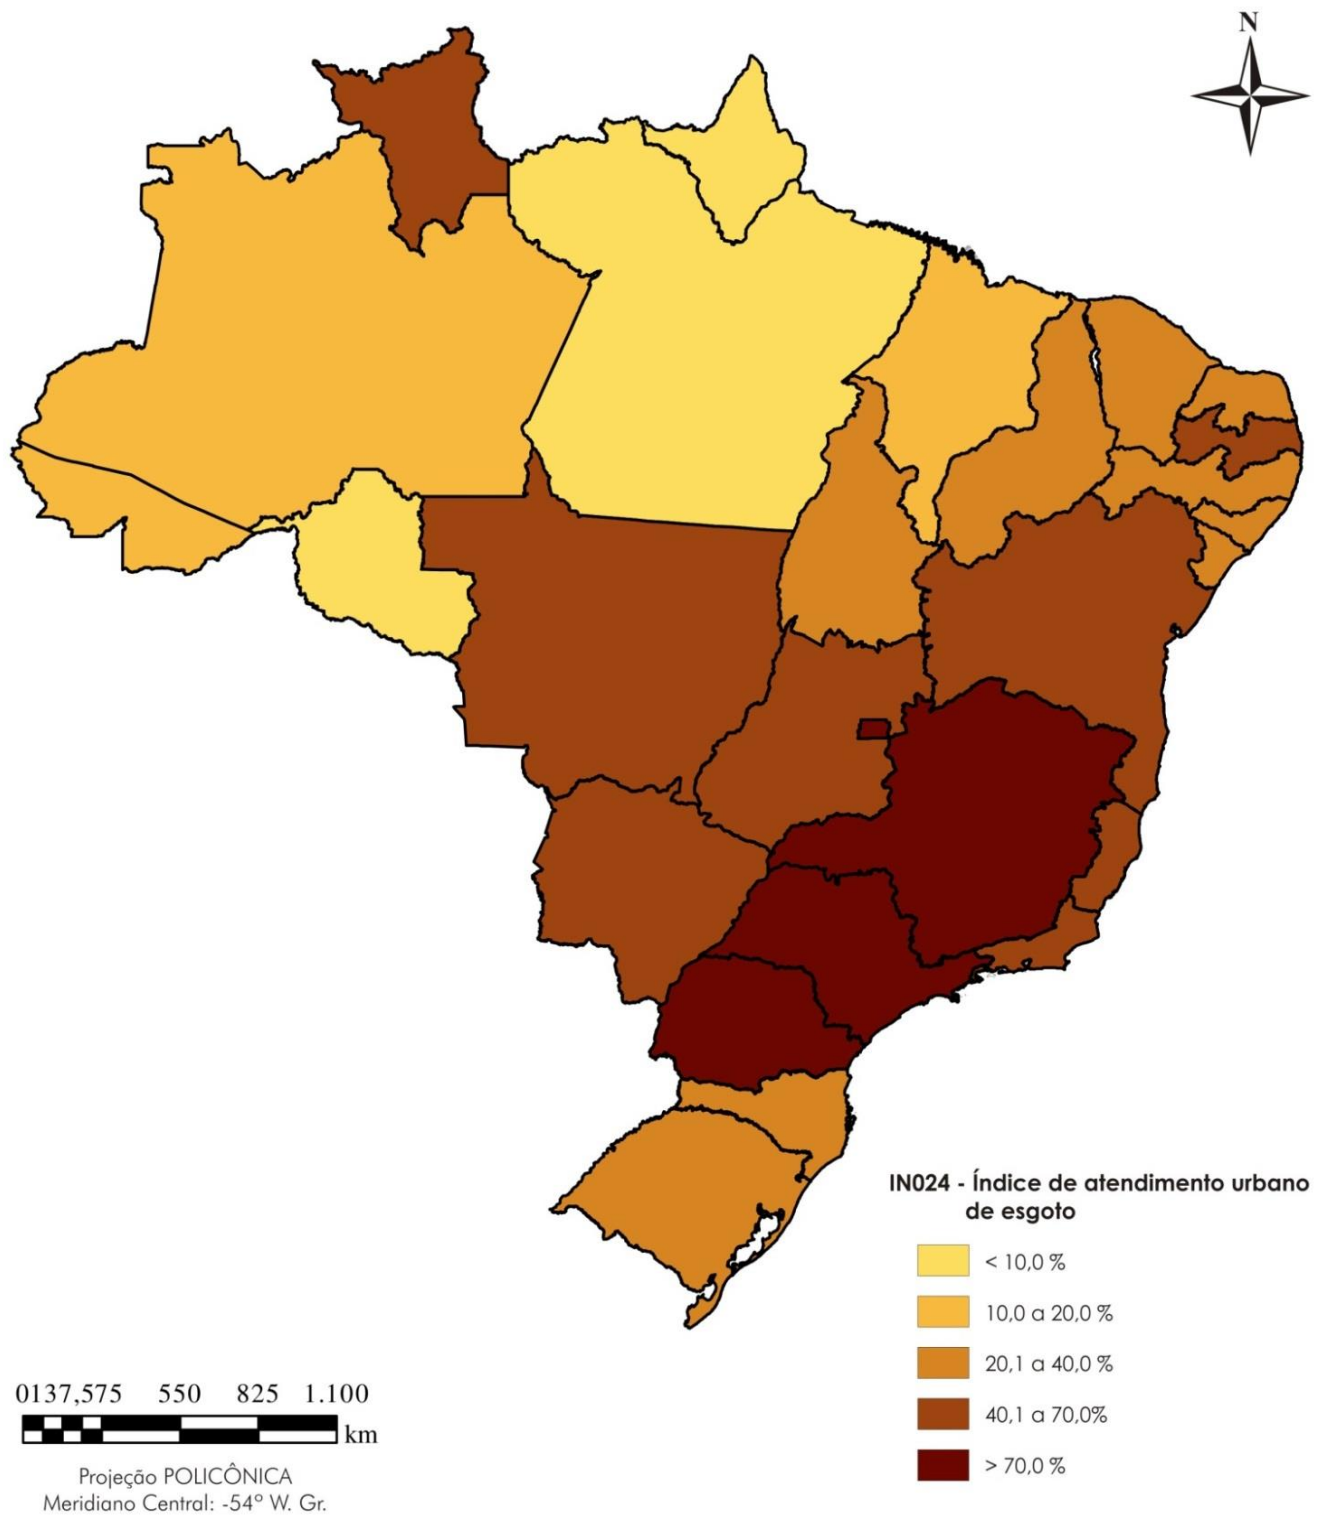 N
IN024 - Índice de atendimento urbano
de esgoto
< 10,0 %
10,0 a 20,0 %
20,1 a 40,0 %
40,1 a 70,0%
> 70,0 %
0137,575 550 825 1.100
km
Projeção POLICÔNICA
Meridiano Central: -54º W. Gr.